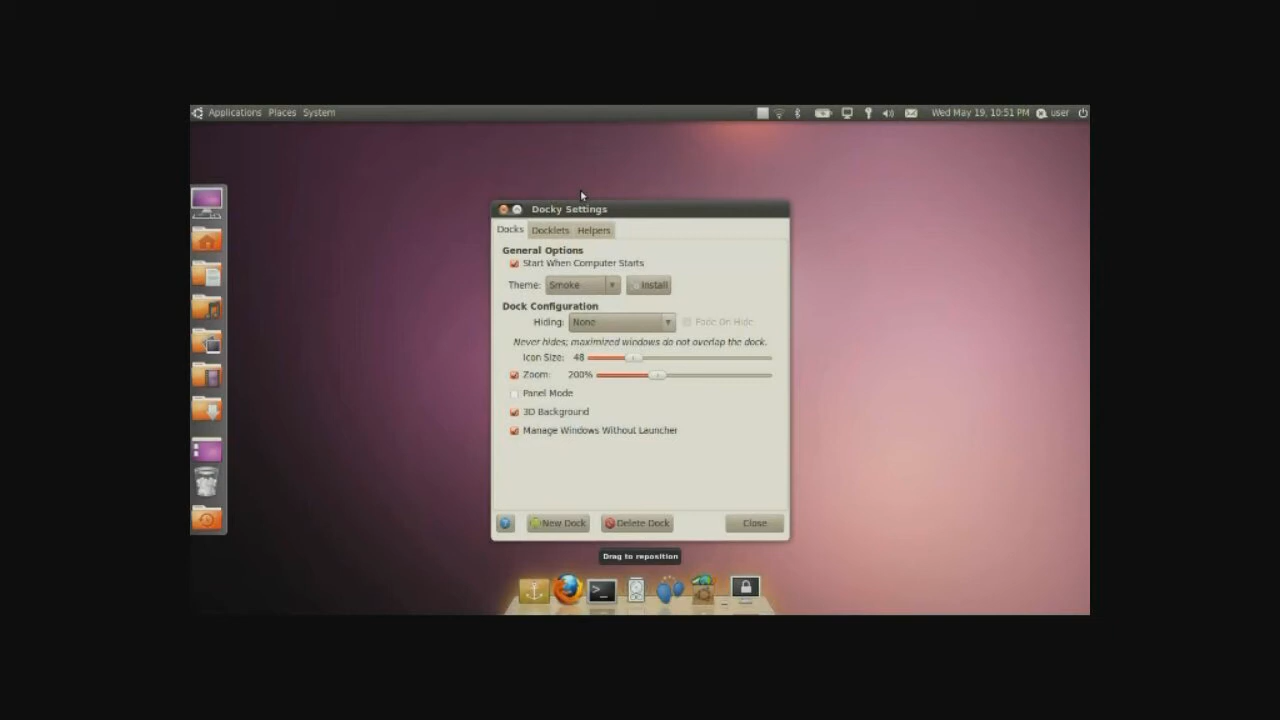 Applications Places System
Wed May 19, 10:51 PM user
Docky Settings
Docks Docklets Helpers
General Options
Start When Computer Starts
Theme: Smoke Install
Dock Configuration
Hiding: None Fade On Hide
Never hides; maximized windows do not overlap the dock.
Icon Size: 48
Zoom: 200%
Panel Mode
3D Background
Manage Windows Without Launcher
New Dock Delete Dock Close
Drag to reposition
>_